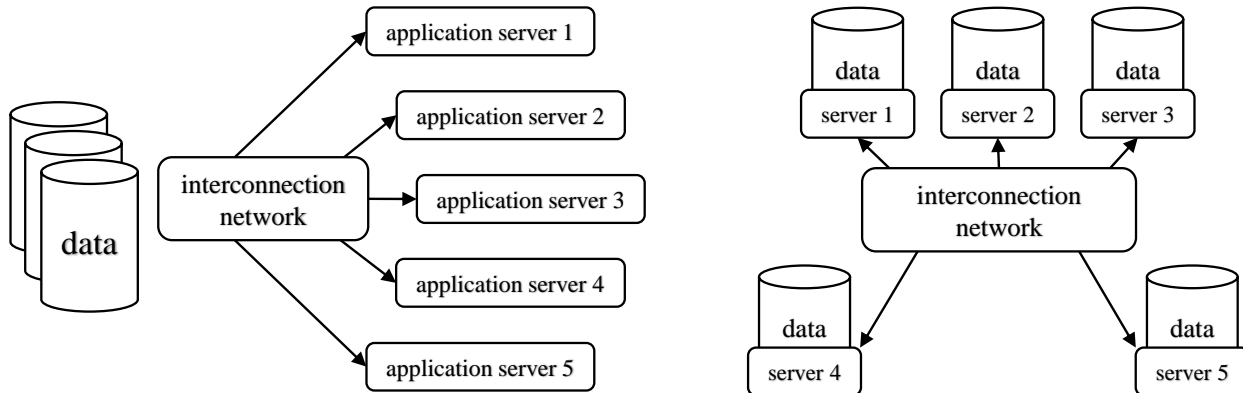 application server 1
application server 2
interconnection
network
application server 3
data
application server 4
application server 5
data
data
data
server 1
server 2
server 3
interconnection
network
data
data
server 4
server 5